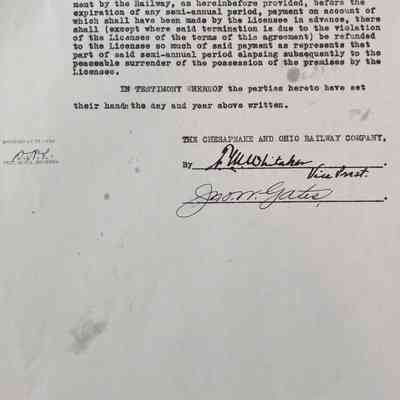 ment by the Railway, as hereinbefore provided, before the
expiration of any semi-annual period, payment on account of
which shall have been made by the Licensee in advance, there
shall (except where said termination is due to the violation
of the Licensee of the terms of this agreement) be refunded
to the Licensee so much of said payment as represents that
part of said semi-annual period elapsing subsequently to the
peaceable surrender of the possession of the premises by the
Licensee.
IN TESTIMONY WHEREOF the parties hereto have set
their hands the day and year above written.
THE CHESAPEAKE AND OHIO RAILWAY COMPANY,
By M. Whitaker
Vice Prest.
Jno. W. Gates.